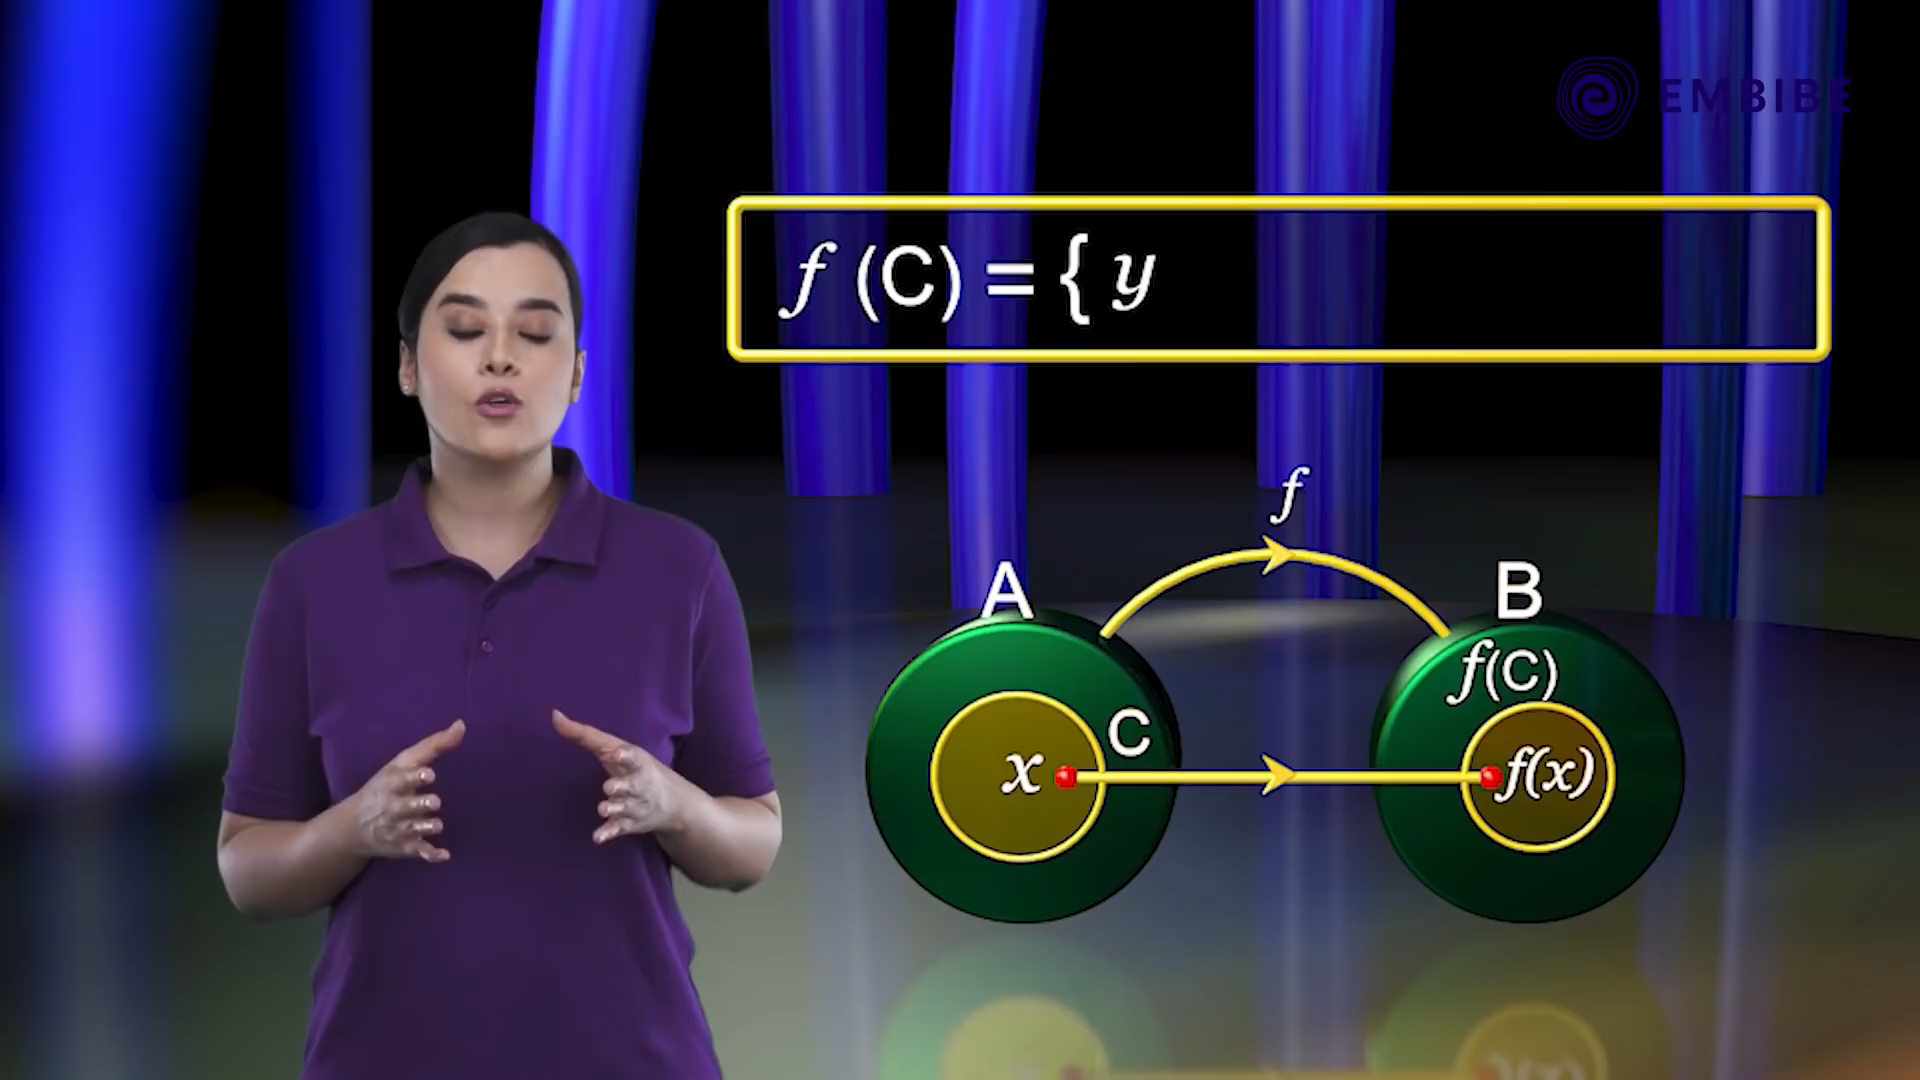 EMBIBE
f (C) = { y
f
A
B
f(C)
C
x
f(x)